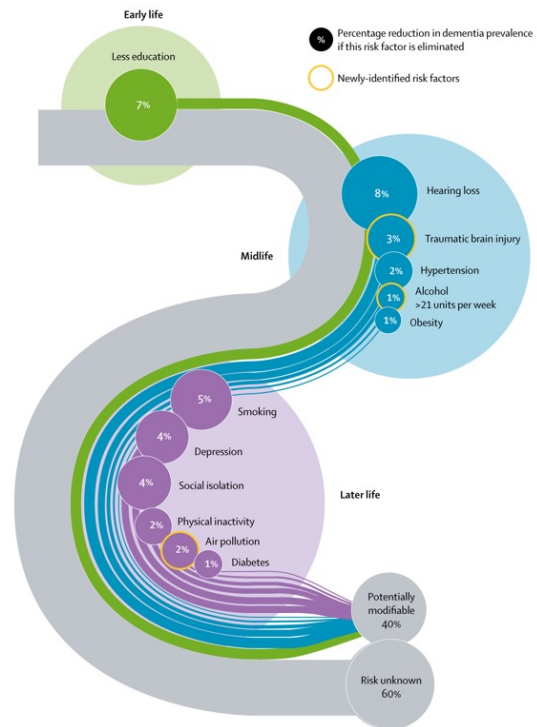 Early life
Less education
7%
%
Percentage reduction in dementia prevalence
if this risk factor is eliminated
Newly-identified risk factors
Midlife
8%
Hearing loss
3%
Traumatic brain injury
2%
Hypertension
1%
Alcohol
>21 units per week
1%
Obesity
5%
Smoking
4%
Depression
4%
Social isolation
Later life
2%
Physical inactivity
2%
Air pollution
1%
Diabetes
Potentially
modifiable
40%
Risk unknown
60%